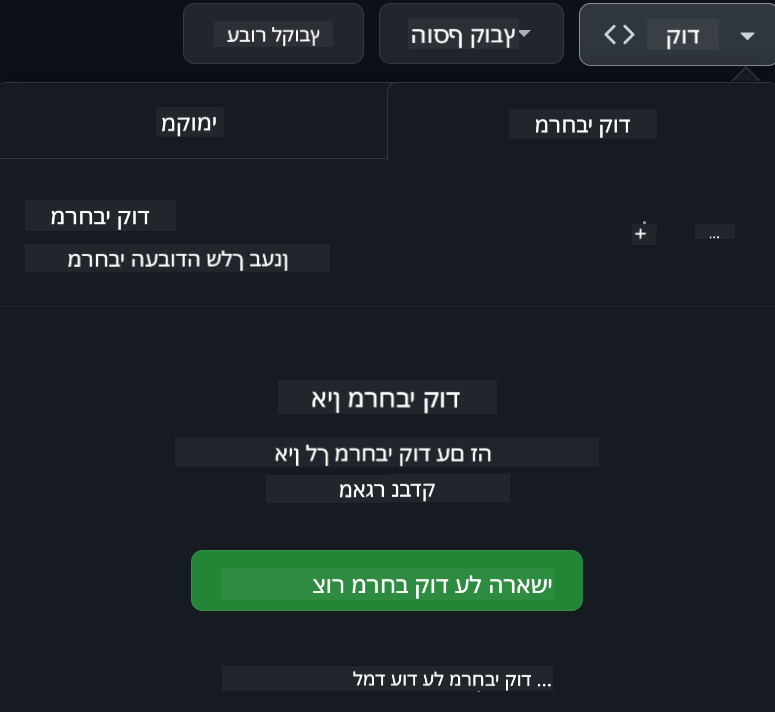 עבור לקובץ
הוסף קובץ
<> קוד
מקומי
מרחבי קוד
מרחבי קוד
+ ...
מרחבי העבודה שלך בענן
אין מרחבי קוד
אין לך מרחבי קוד עם זה
מאגר נבדק
צור מרחב קוד על הראשי
למד עוד על מרחבי קוד ...